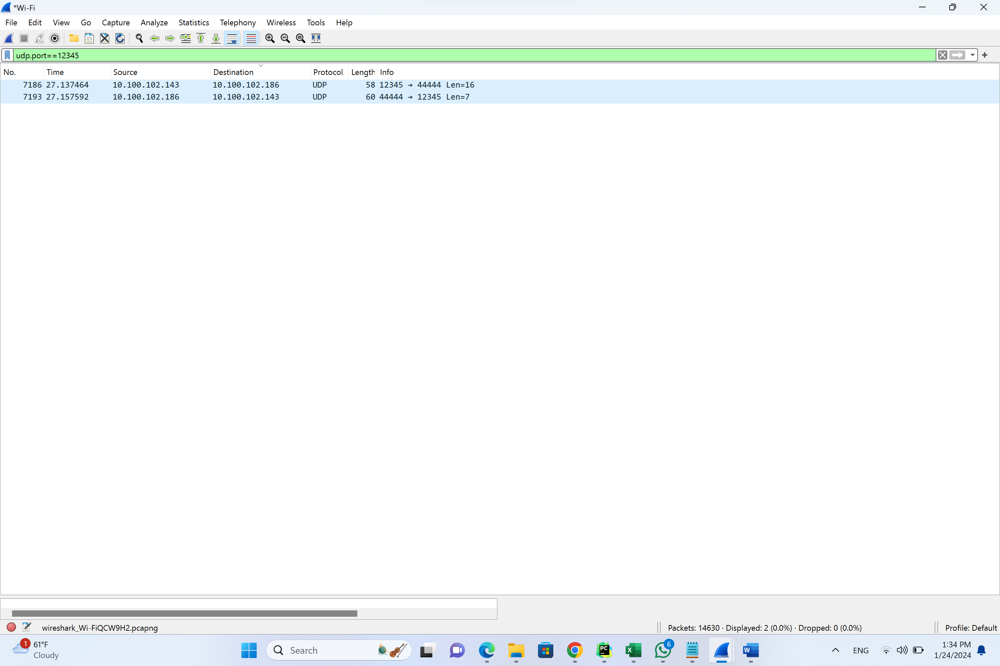 *Wi-Fi
File Edit View Go Capture Analyze Statistics Telephony Wireless Tools Help
udp.port==12345
No. Time Source Destination Protocol Length Info
7186 27.137464 10.100.102.143 10.100.102.186 UDP 58 12345 → 44444 Len=16
7193 27.157592 10.100.102.186 10.100.102.143 UDP 60 44444 → 12345 Len=7
wireshark_Wi-FiQCW9H2.pcapng Packets: 14630 · Displayed: 2 (0.0%) · Dropped: 0 (0.0%) Profile: Default
1 61°F
Cloudy
Search
PC
X
6
W
ENG
1:34 PM
1/24/2024